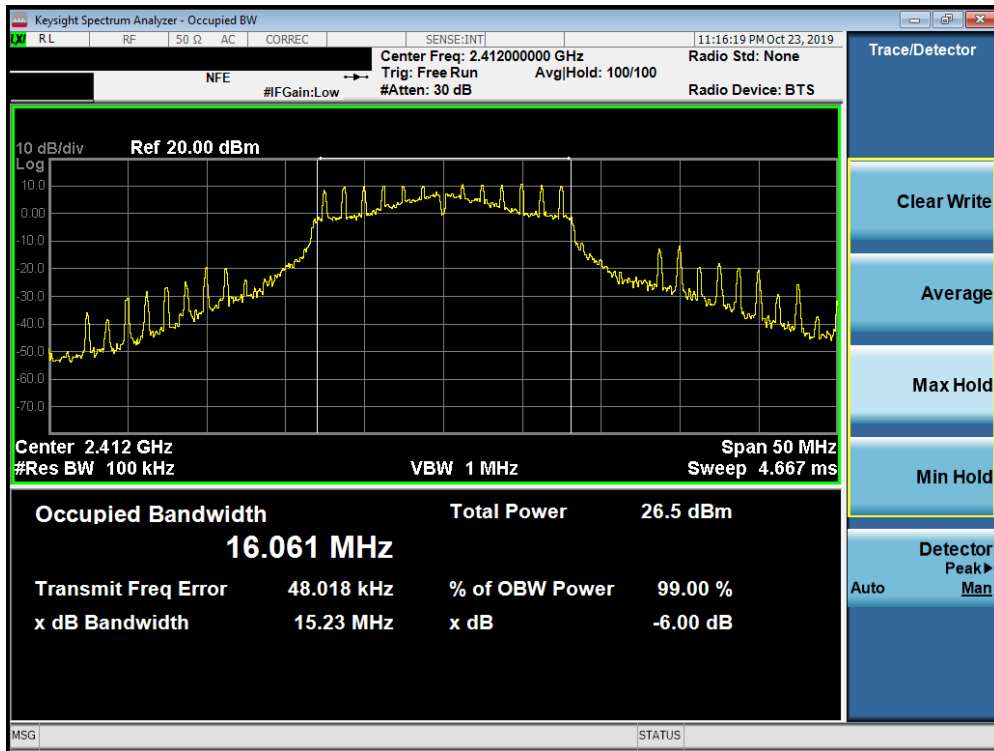 Keysight Spectrum Analyzer - Occupied BW
LXI RL RF 50 Ω AC CORREC SENSE:INT 11:16:19 PM Oct 23, 2019
Center Freq: 2.412000000 GHz Radio Std: None
NFE Trig: Free Run Avg|Hold: 100/100
#IFGain:Low #Atten: 30 dB Radio Device: BTS
Trace/Detector
10 dB/div Ref 20.00 dBm
Log
10.0
0.00
-10.0
-20.0
-30.0
-40.0
-50.0
-60.0
-70.0
Center 2.412 GHz Span 50 MHz
#Res BW 100 kHz VBW 1 MHz Sweep 4.667 ms
Occupied Bandwidth Total Power 26.5 dBm
16.061 MHz
Transmit Freq Error 48.018 kHz % of OBW Power 99.00 %
x dB Bandwidth 15.23 MHz x dB -6.00 dB
Clear Write
Average
Max Hold
Min Hold
Detector
Peak▶
Auto Man
MSG STATUS